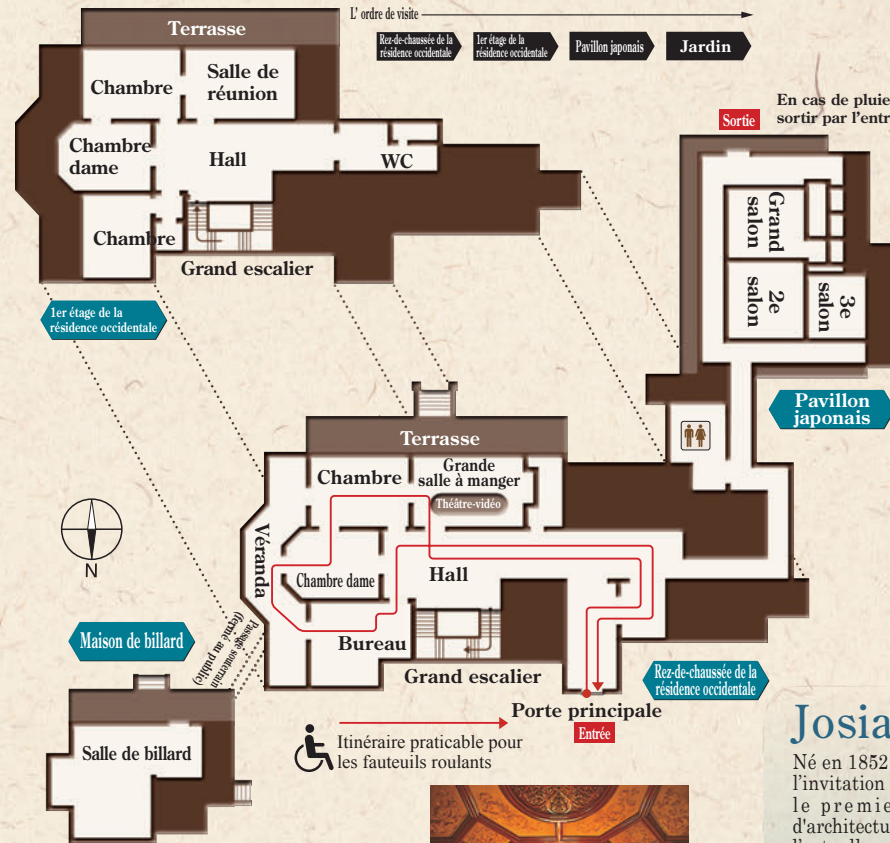 L' ordre de visite
Rez-de-chaussée de la
résidence occidentale
1er étage de la
résidence occidentale
Pavillon japonais
Jardin
En cas de pluie
sortir par l'entr
Sortie
Terrasse
Chambre
Salle de
réunion
Chambre
dame
Hall
WC
Chambre
Grand escalier
1er étage de la
résidence occidentale
Grand
salon
2e
salon
3e
salon
Pavillon
japonais
Terrasse
Chambre
Grande
salle à manger
Théâtre-vidéo
Véranda
Chambre dame
Hall
Bureau
Grand escalier
N
Maison de billard
Passage souterrain
(fermé au public)
Salle de billard
Rez-de-chaussée de la
résidence occidentale
Porte principale
Entrée
Itinéraire praticable pour
les fauteuils roulants
Josia
Né en 1852
l'invitation
le premie
d'architectu